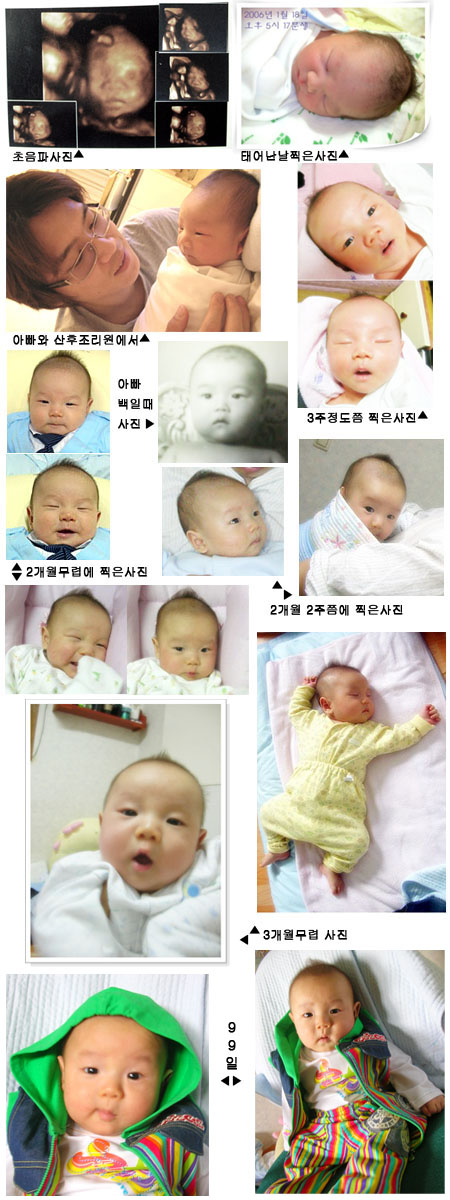 2006년 1월 18일
오후 5시 17분생
초음파사진▲
태어난날찍은사진▲
아빠와 산후조리원에서▲
3주정도쯤 찍은사진▲
아빠
백일때
사진 ▶
▲▼ 2개월무렵에 찍은사진
▲▶
2개월 2주쯤에 찍은사진
◀▲ 3개월무렵 사진
9
9
일
◀▶